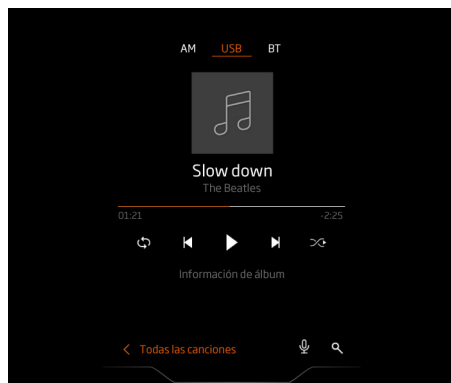 AM USB BT
Slow down
The Beatles
01:21 -2:25
Información de álbum
Todas las canciones